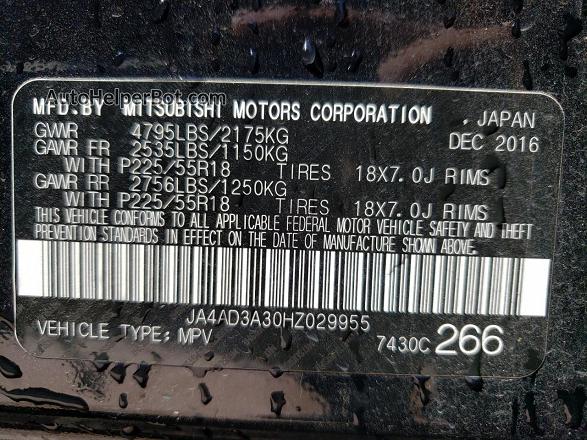 AutoHelperBot.com
MFD.BY MITSUBISHI MOTORS CORPORATION , JAPAN
GWWR 4795LBS/2175KG DEC 2016
GAWR FR 2535LBS/1150KG
WITH P225/55R18 TIRES 18X7.0J RIMS
GAWR RR 2756LBS/1250KG
WITH P225/55R18 TIRES 18X7.0J RIMS
THIS VEHICLE CONFORMS TO ALL APPLICABLE FEDERAL MOTOR VEHICLE SAFETY AND THEFT
PREVENTION STANDARDS IN EFFECT ON THE DATE OF MANUFACTURE SHOWN ABOVE.
JA4AD3A30HZ029955
VEHICLE TYPE; MPV 7430C 266